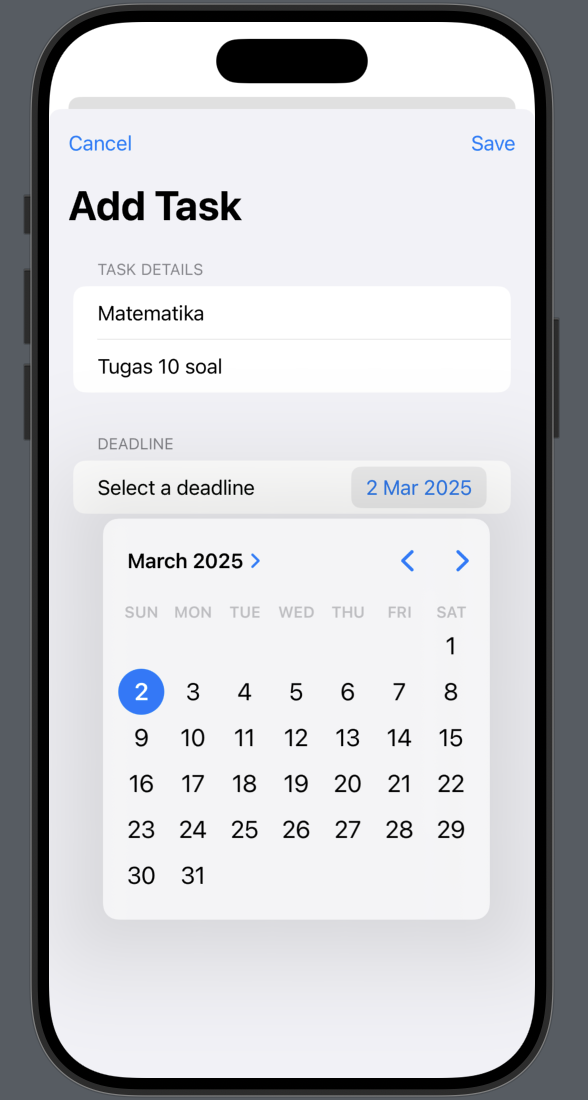 Cancel Save
Add Task
TASK DETAILS
Matematika
Tugas 10 soal
DEADLINE
Select a deadline 2 Mar 2025
March 2025
SUN MON TUE WED THU FRI SAT
1
2 3 4 5 6 7 8
9 10 11 12 13 14 15
16 17 18 19 20 21 22
23 24 25 26 27 28 29
30 31